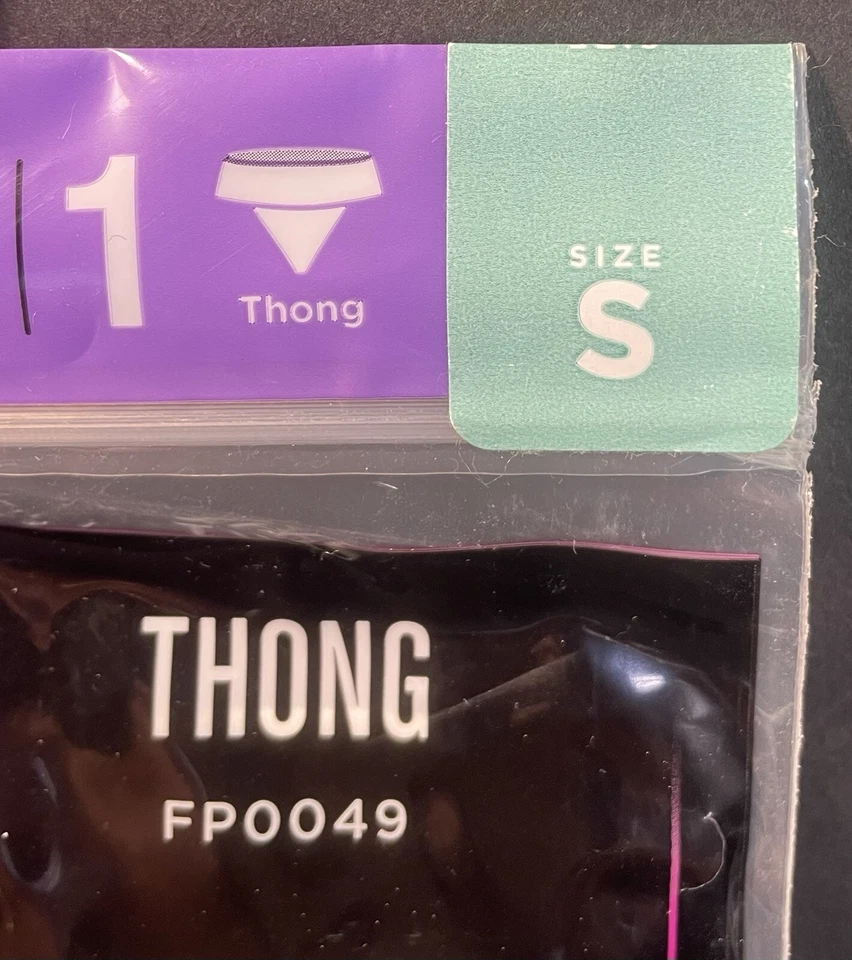 1
Thong
SIZE
S
THONG
FP0049